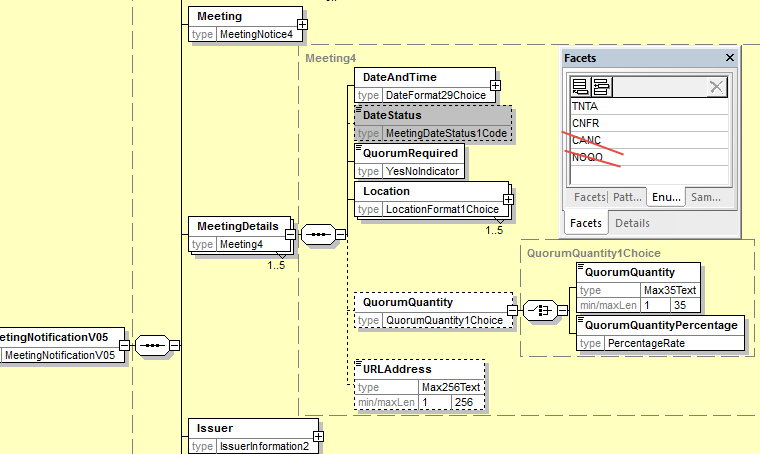 Meeting
type MeetingNotice4
Meeting4
Facets
DateAndTime
type DateFormat29Choice
TNTA
DateStatus
type MeetingDateStatus1Code
CNFR
CANC
QuorumRequired
type YesNoIndicator
NOQO
Location
type LocationFormat1Choice
1..5
Facets Patt... Enu... Sam...
Facets Details
MeetingDetails
type Meeting4
1..5
QuorumQuantity1Choice
QuorumQuantity
type Max35Text
min/maxLen 1 35
QuorumQuantity
type QuorumQuantity1Choice
QuorumQuantityPercentage
type PercentageRate
eetingNotificationV05
MeetingNotificationV05
URLAddress
type Max256Text
min/maxLen 1 256
Issuer
type IssuerInformation2